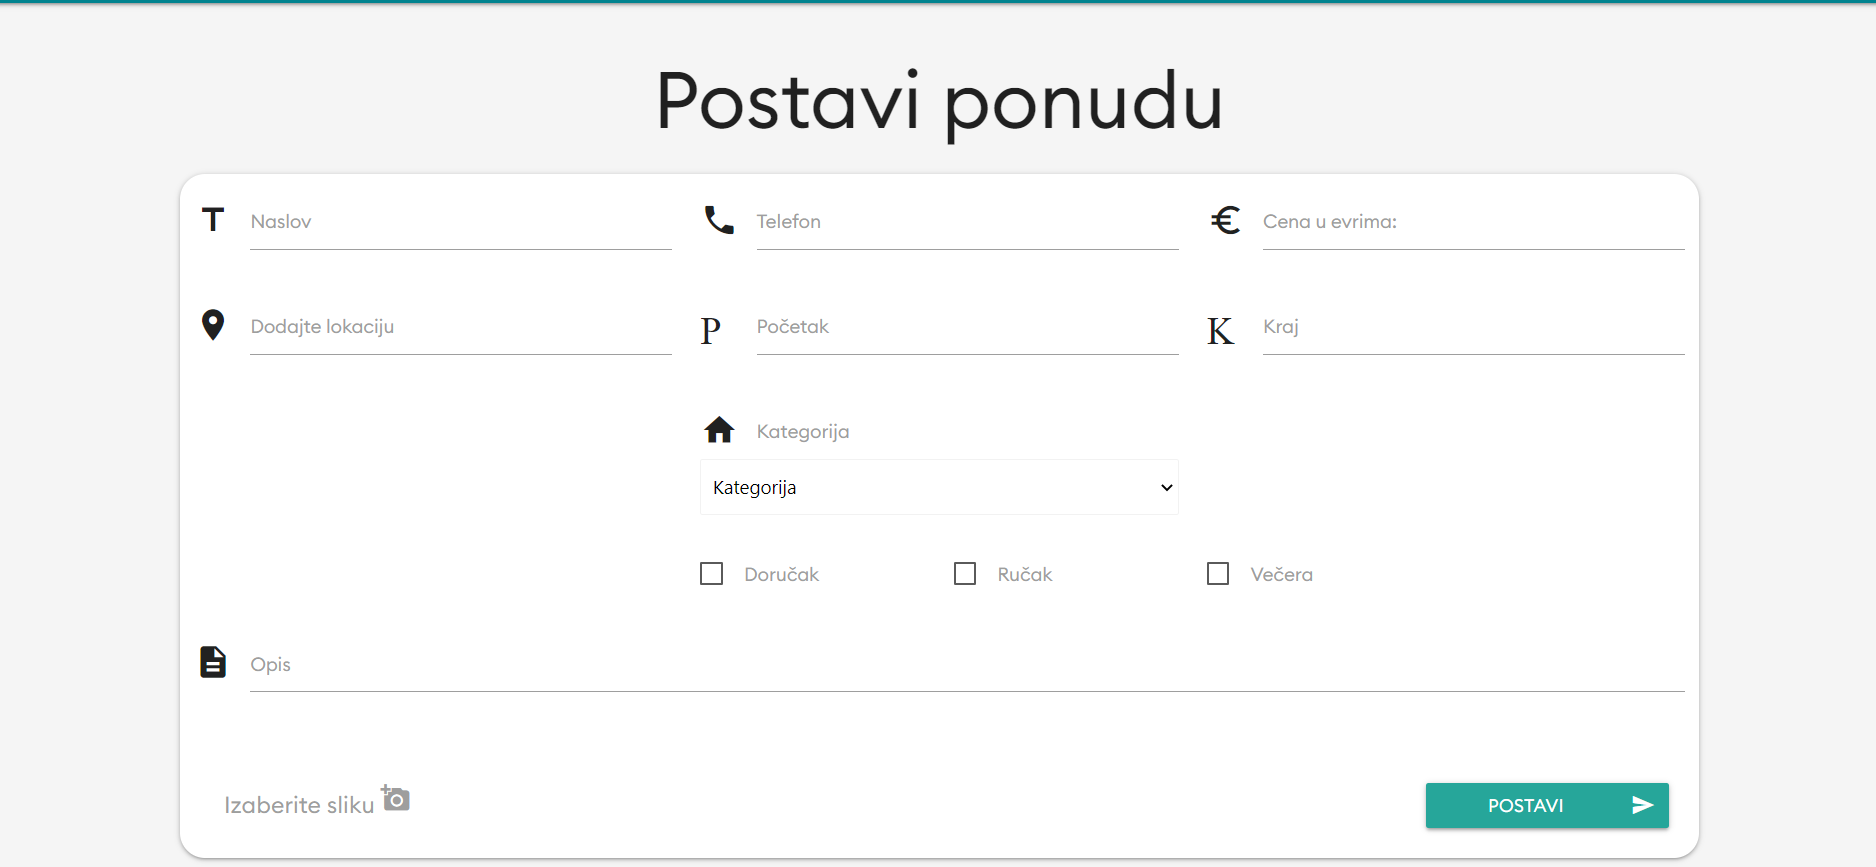 Postavi ponudu
Naslov
Telefon
Cena u evrima:
Dodajte lokaciju
P Početak
K Kraj
Kategorija
Kategorija
Doručak
Ručak
Večera
Opis
Izaberite sliku
POSTAVI